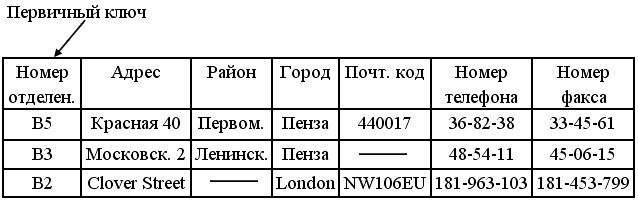 Первичный ключ
Номер отделен. Адрес Район Город Почт. код Номер телефона Номер факса
B5 Красная 40 Первом. Пенза 440017 36-82-38 33-45-61
B3 Московск. 2 Ленинск. Пенза —— 48-54-11 45-06-15
B2 Clover Street —— London NW106EU 181-963-103 181-453-799